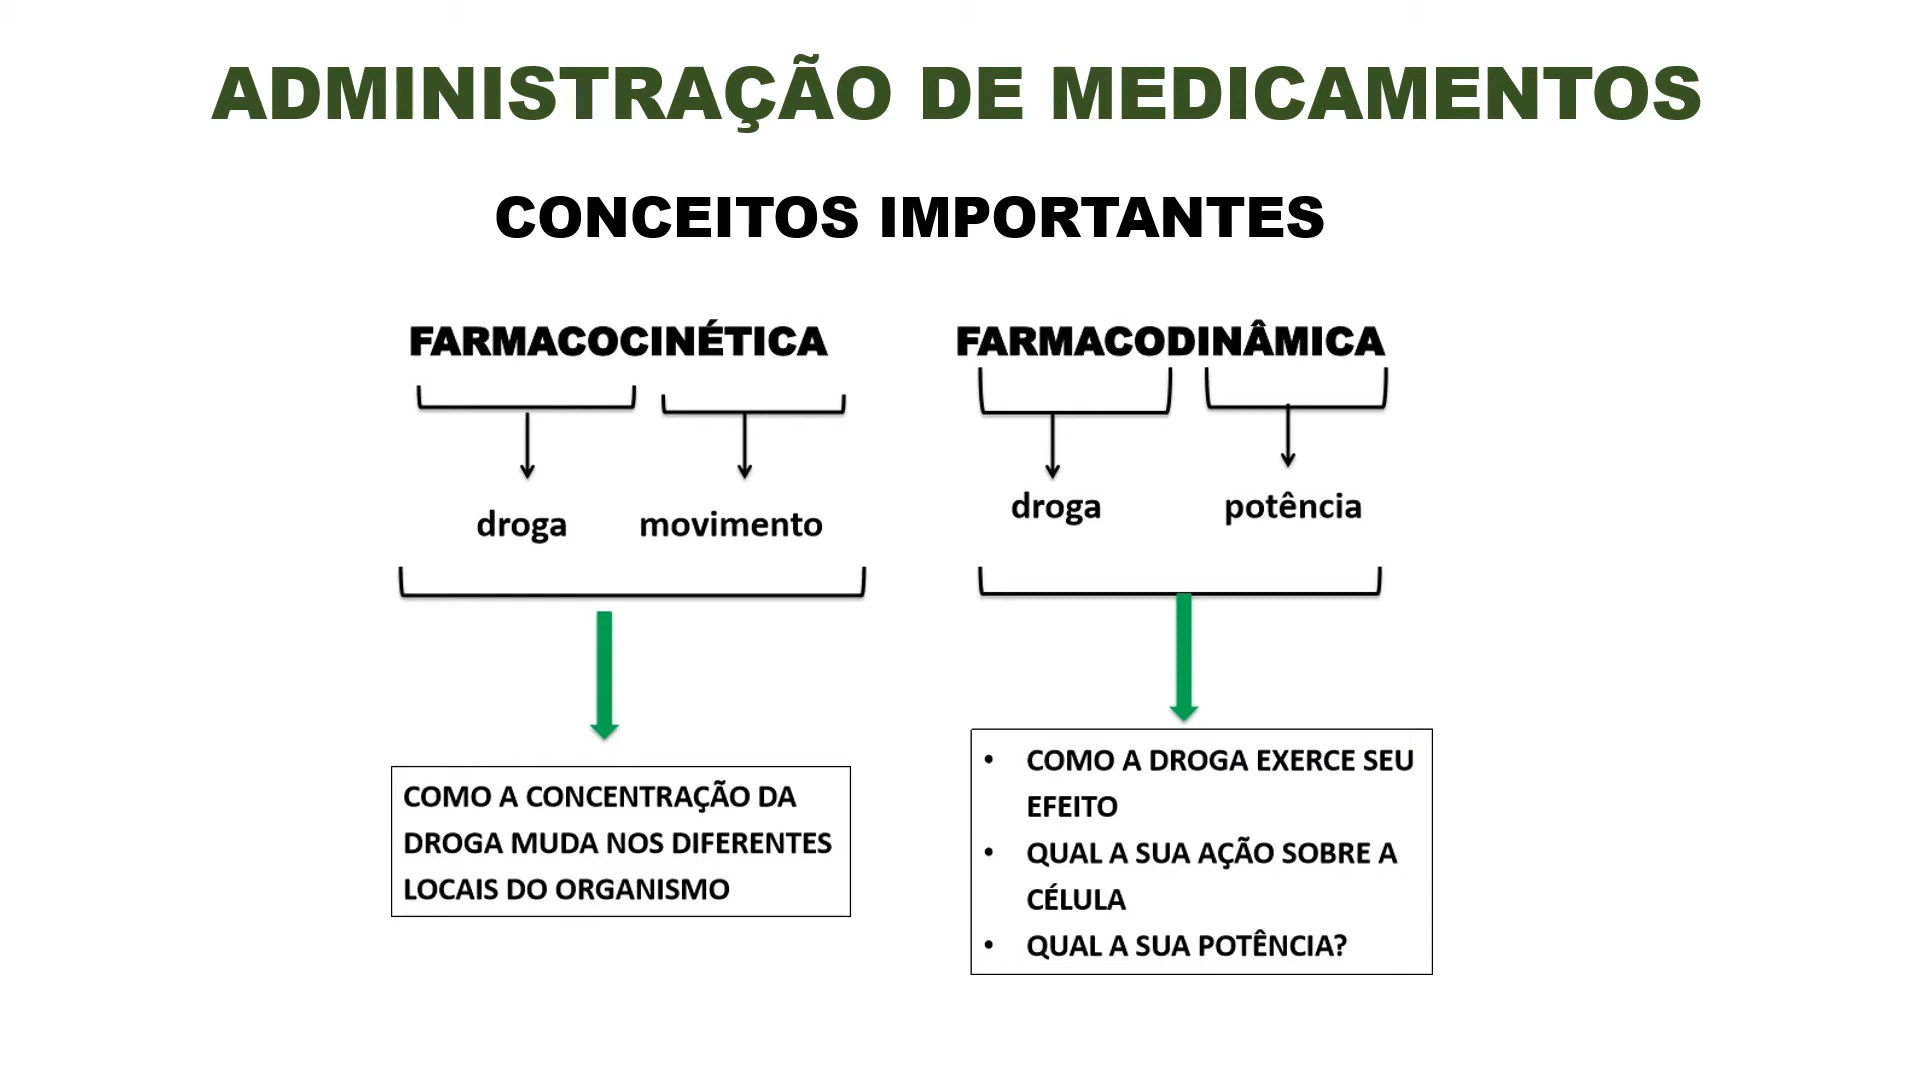 ADMINISTRAÇÃO DE MEDICAMENTOS
CONCEITOS IMPORTANTES
FARMACOCINÉTICA
droga movimento
COMO A CONCENTRAÇÃO DA
DROGA MUDA NOS DIFERENTES
LOCAIS DO ORGANISMO
FARMACODINÂMICA
droga potência
• COMO A DROGA EXERCE SEU
EFEITO
• QUAL A SUA AÇÃO SOBRE A
CÉLULA
• QUAL A SUA POTÊNCIA?